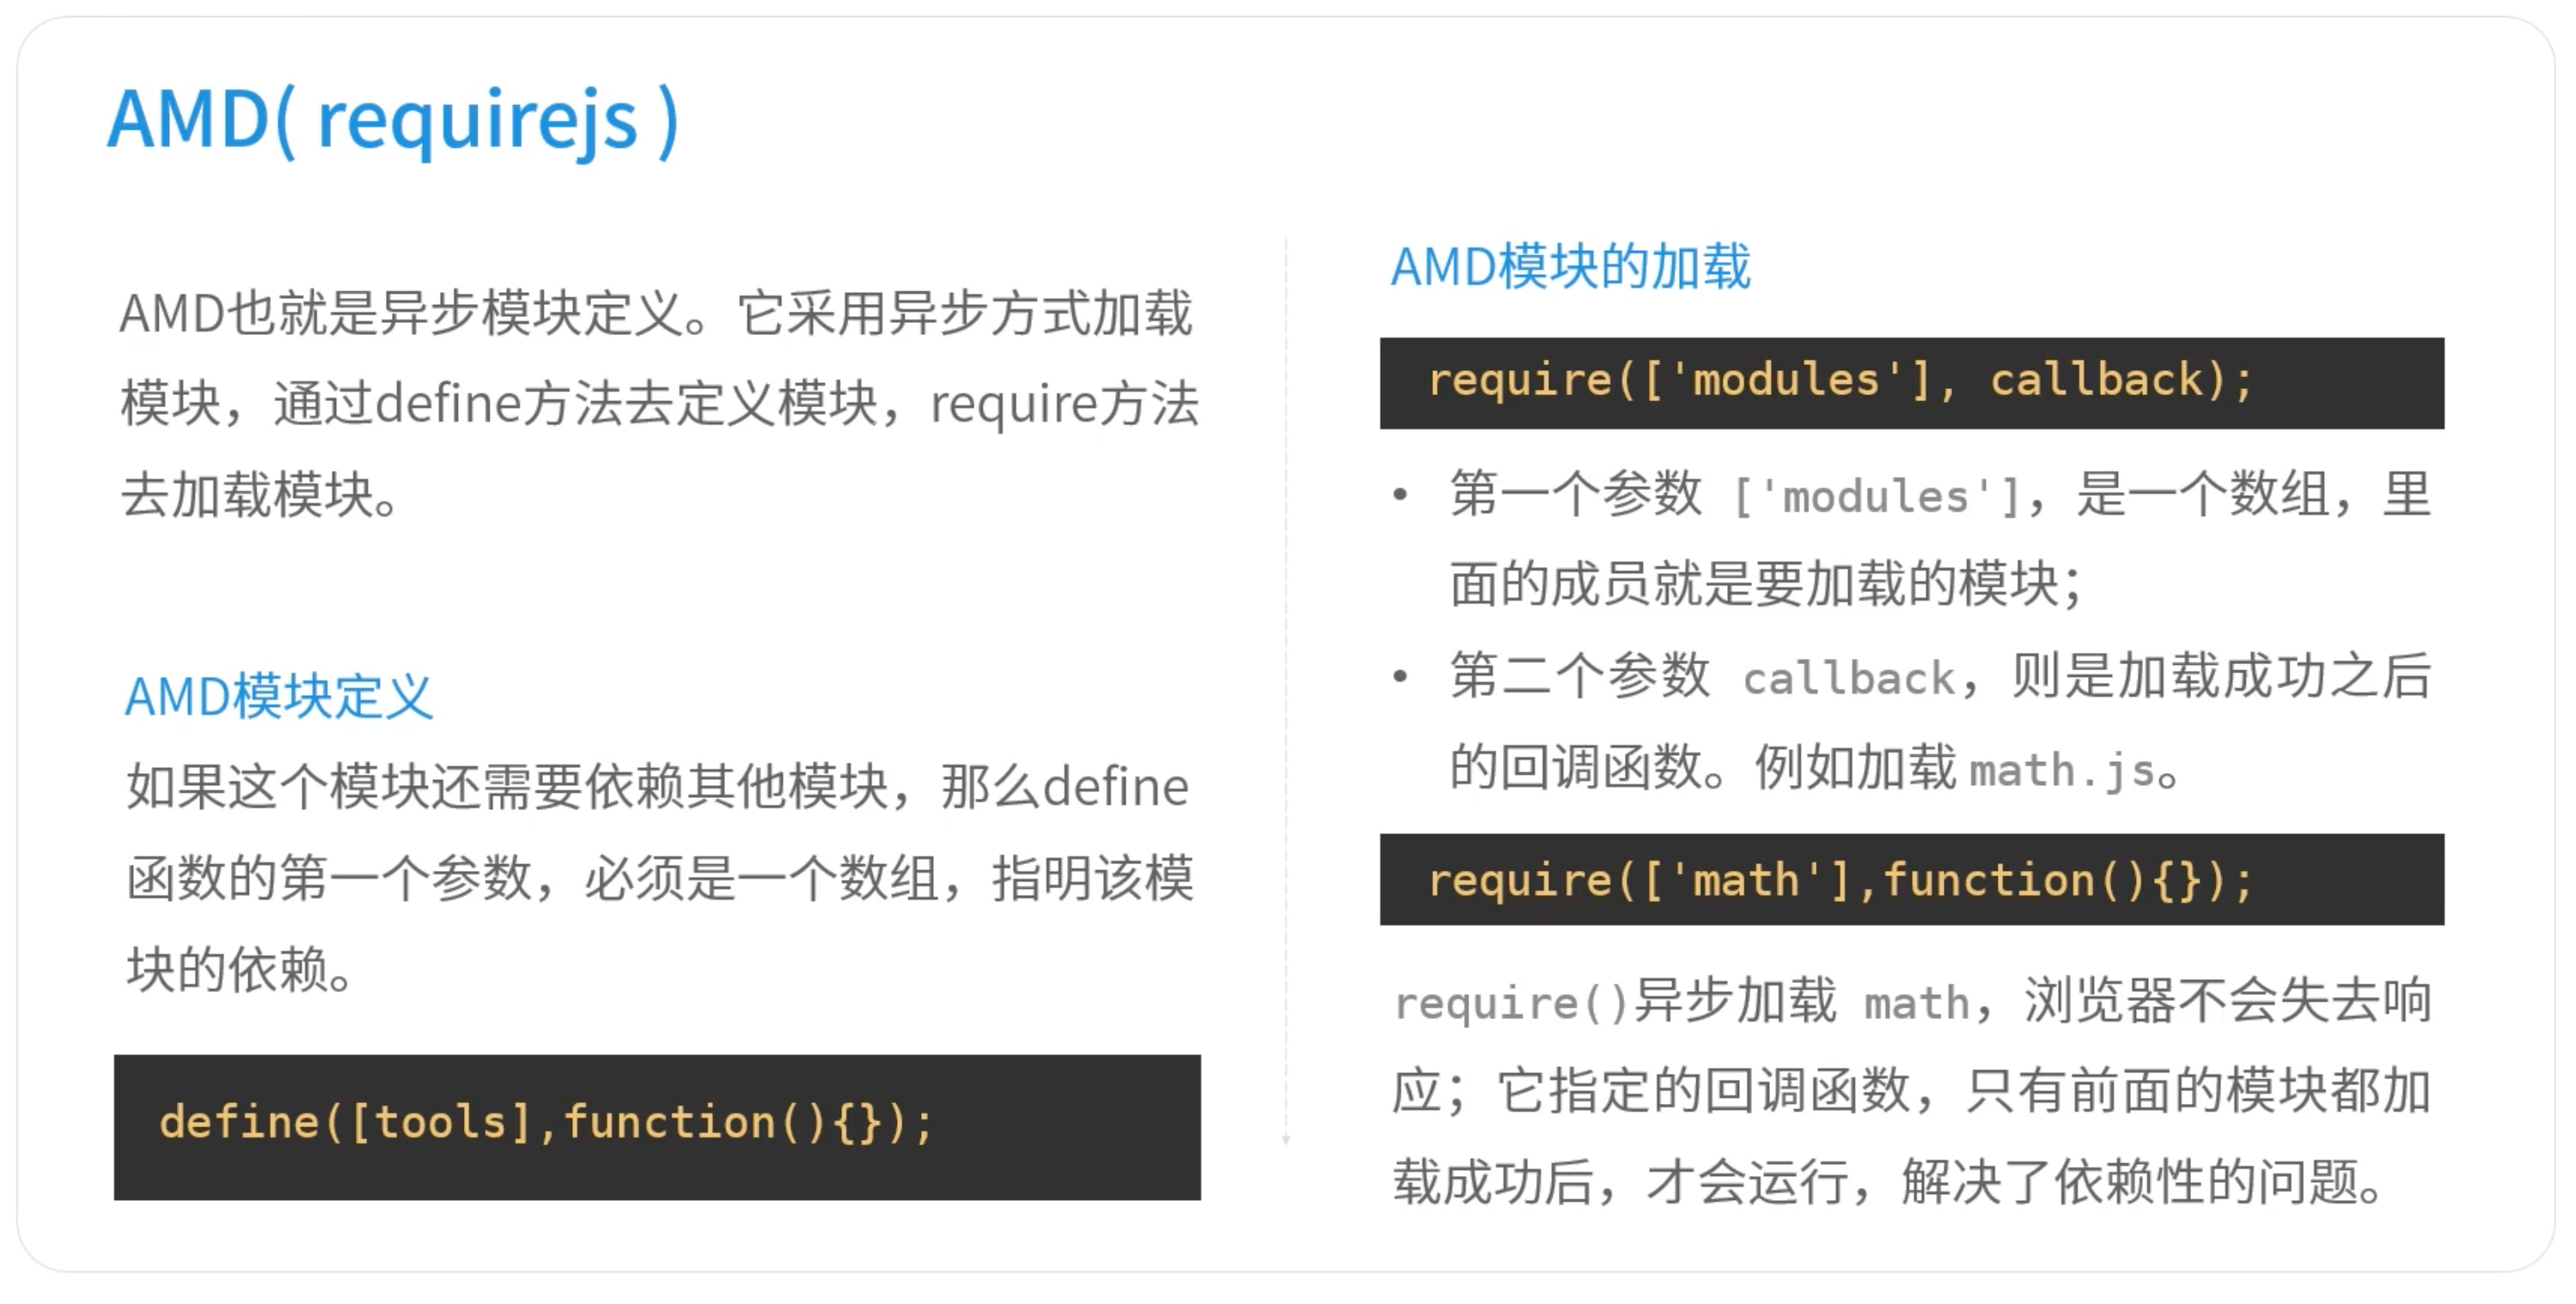 AMD( requirejs )
AMD也就是异步模块定义。它采用异步方式加载
模块，通过define方法去定义模块，require方法
去加载模块。
AMD模块定义
如果这个模块还需要依赖其他模块，那么define
函数的第一个参数，必须是一个数组，指明该模
块的依赖。
define([tools],function(){});
AMD模块的加载
require(['modules'], callback);
• 第一个参数 ['modules']，是一个数组，里
面的成员就是要加载的模块；
• 第二个参数 callback，则是加载成功之后
的回调函数。例如加载 math.js。
require(['math'],function(){});
require()异步加载 math，浏览器不会失去响
应；它指定的回调函数，只有前面的模块都加
载成功后，才会运行，解决了依赖性的问题。